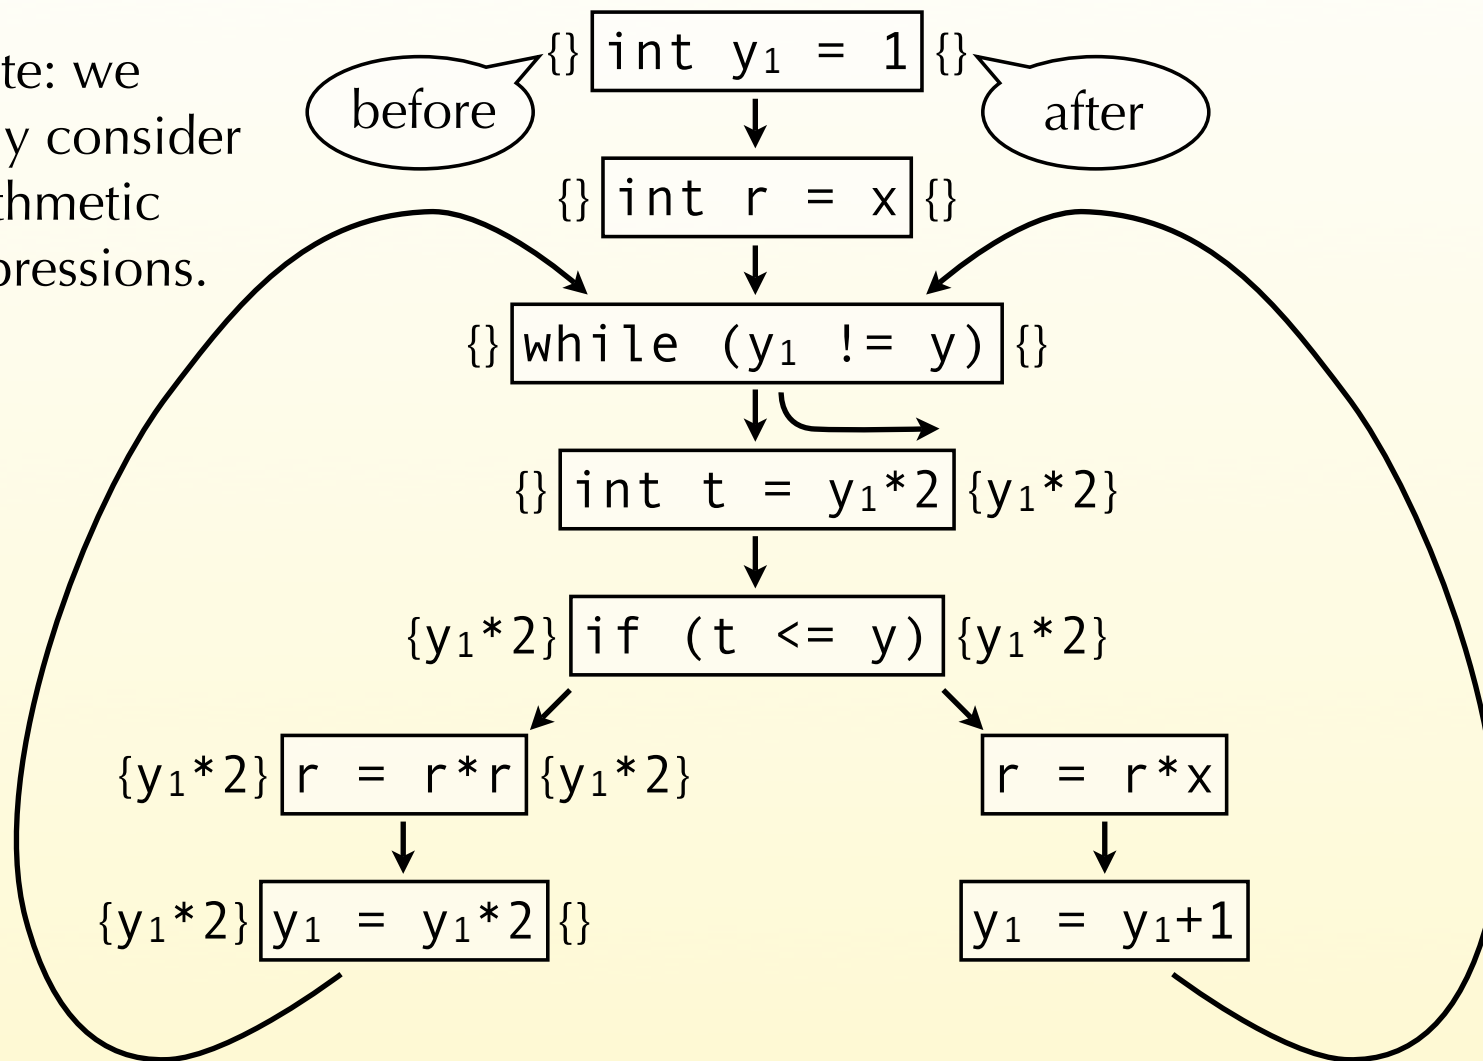 te: we
y consider
thmetic
pressions.
before
after
{} int y₁ = 1 {}
{} int r = x {}
{} while (y₁ != y) {}
{} int t = y₁*2 {y₁*2}
{y₁*2} if (t <= y) {y₁*2}
{y₁*2} r = r*r {y₁*2}
r = r*x
{y₁*2} y₁ = y₁*2 {}
y₁ = y₁+1